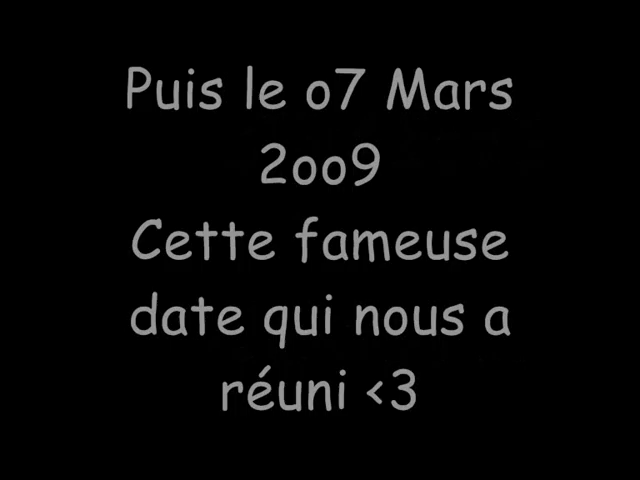 Puis le o7 Mars
2oo9
Cette fameuse
date qui nous a
réuni <3